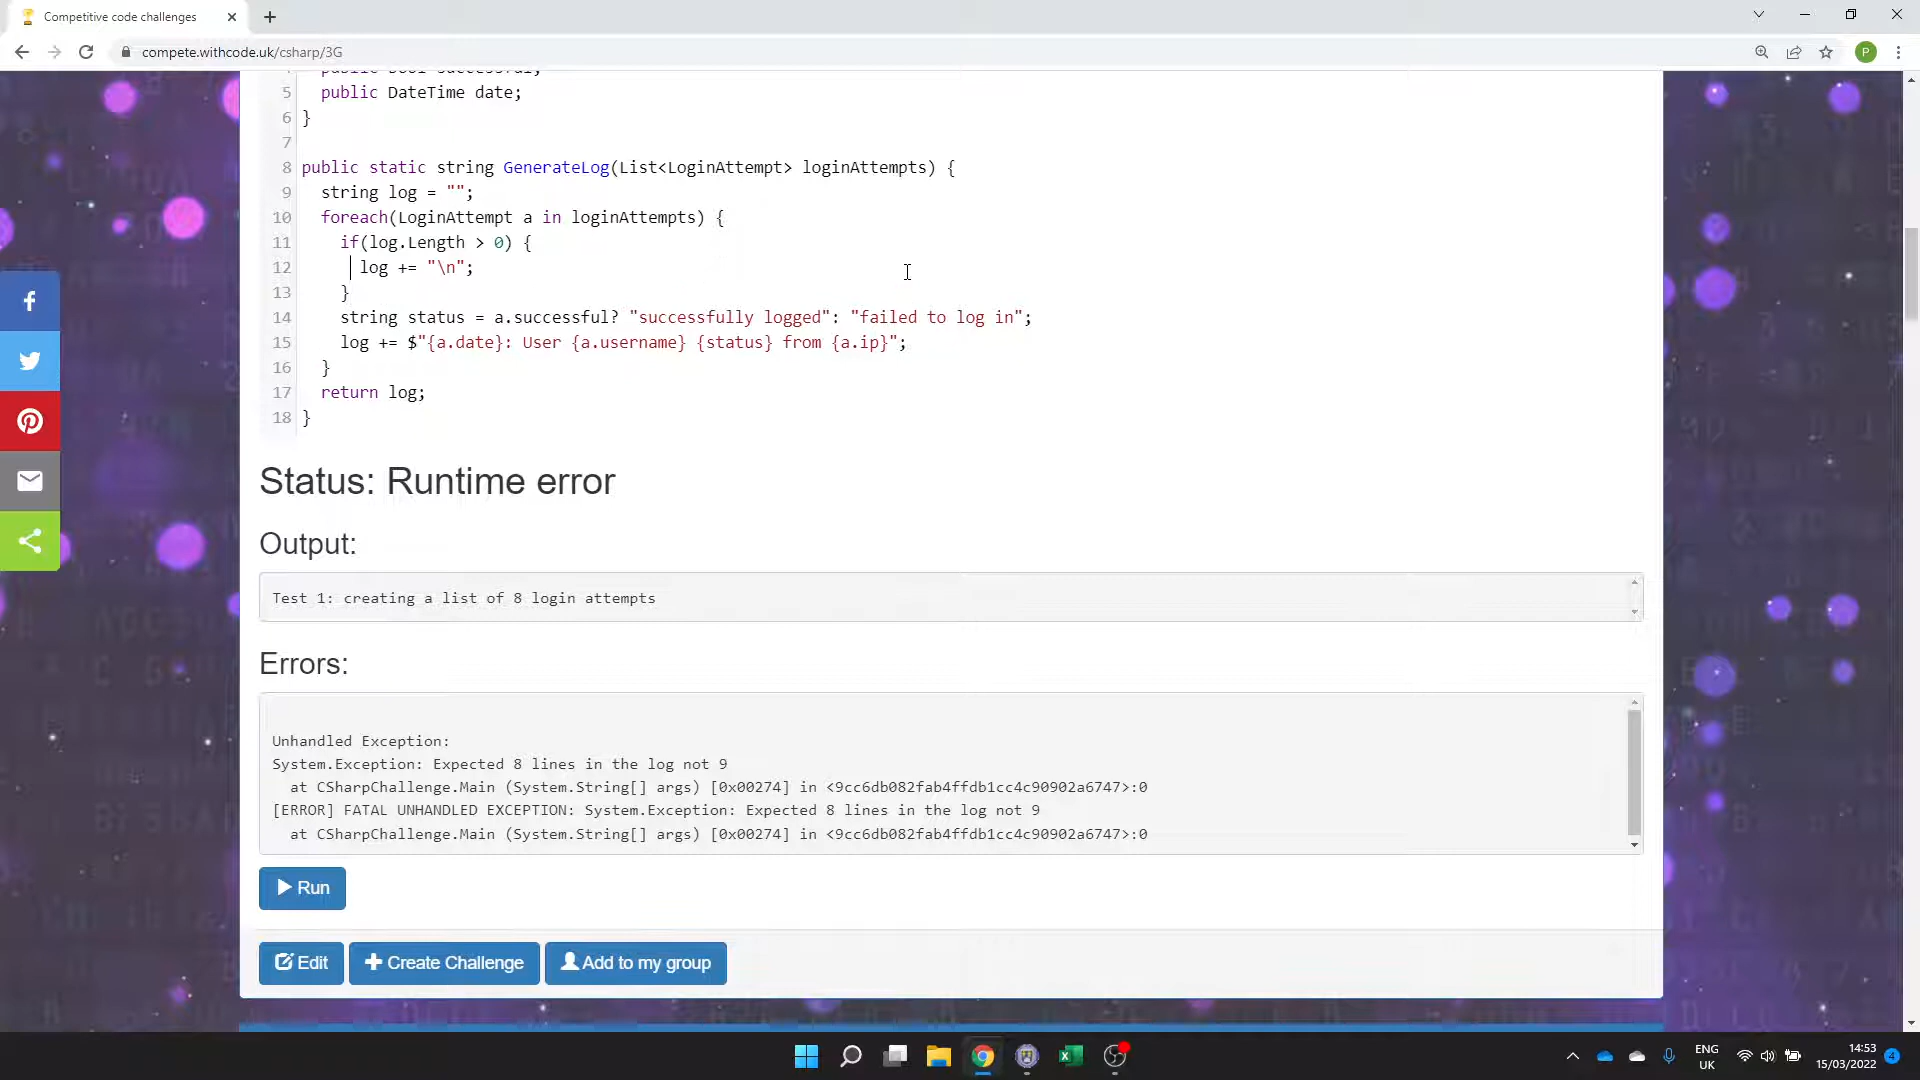 Competitive code challenges
compete.withcode.uk/csharp/3G
P
public bool successful;
5 public DateTime date;
6 }
7
8 public static string GenerateLog(List<LoginAttempt> loginAttempts) {
9 string log = "";
10 foreach(LoginAttempt a in loginAttempts) {
11 if(log.Length > 0) {
12 log += "\n";
13 }
14 string status = a.successful? "successfully logged": "failed to log in";
15 log += $"{a.date}: User {a.username} {status} from {a.ip}";
16 }
17 return log;
18 }
Status: Runtime error
Output:
Test 1: creating a list of 8 login attempts
Errors:
Unhandled Exception:
System.Exception: Expected 8 lines in the log not 9
at CSharpChallenge.Main (System.String[] args) [0x00274] in <9cc6db082fab4ffdb1cc4c90902a6747>:0
[ERROR] FATAL UNHANDLED EXCEPTION: System.Exception: Expected 8 lines in the log not 9
at CSharpChallenge.Main (System.String[] args) [0x00274] in <9cc6db082fab4ffdb1cc4c90902a6747>:0
Run
Edit
Create Challenge
Add to my group
ENG
UK
14:53
15/03/2022
4